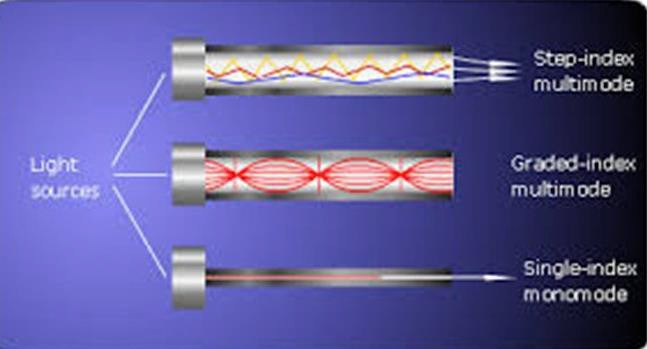 Step-index
multimode
Light
sources
Graded-index
multimode
Single-index
monomode